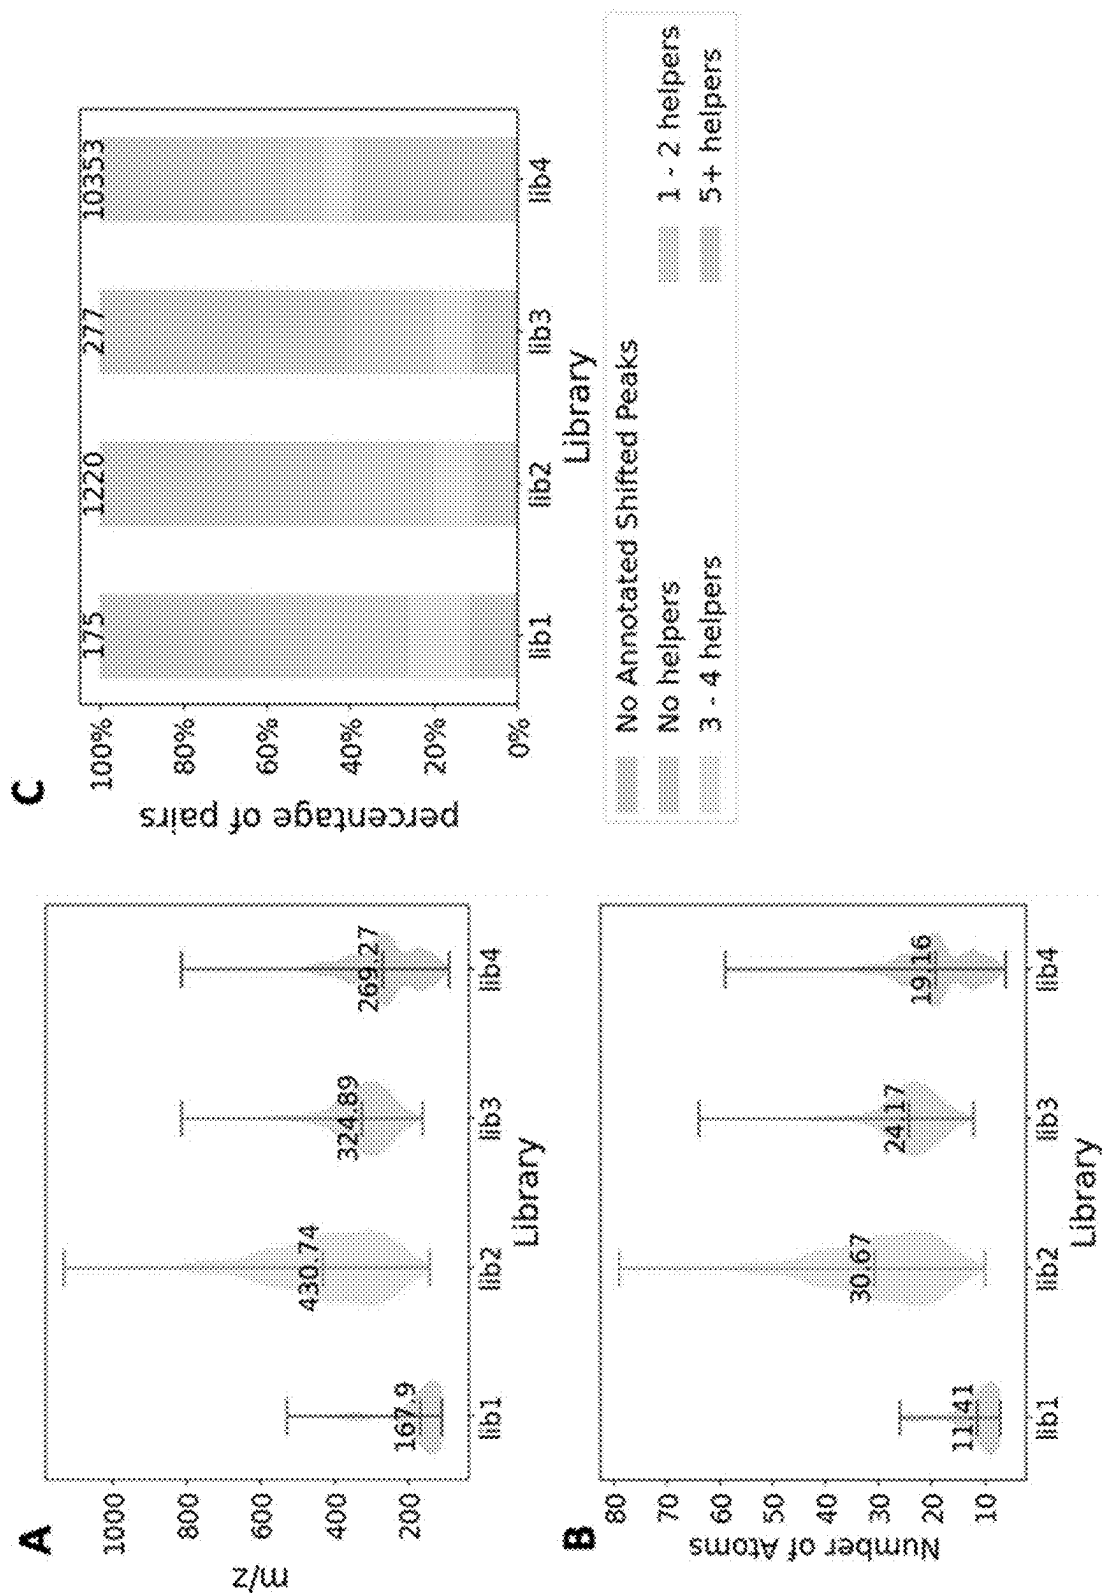 A
m/z
1000
800
600
400
200
167.9
430.74
324.89
269.27
lib1
lib2
lib3
lib4
Library
B
Number of Atoms
80
70
60
50
40
30
20
10
11.41
30.67
24.17
19.16
lib1
lib2
lib3
lib4
Library
C
percentage of pairs
100%
80%
60%
40%
20%
0%
175
1220
277
10353
lib1
lib2
lib3
lib4
Library
No Annotated Shifted Peaks
No helpers
3 - 4 helpers
1 - 2 helpers
5+ helpers